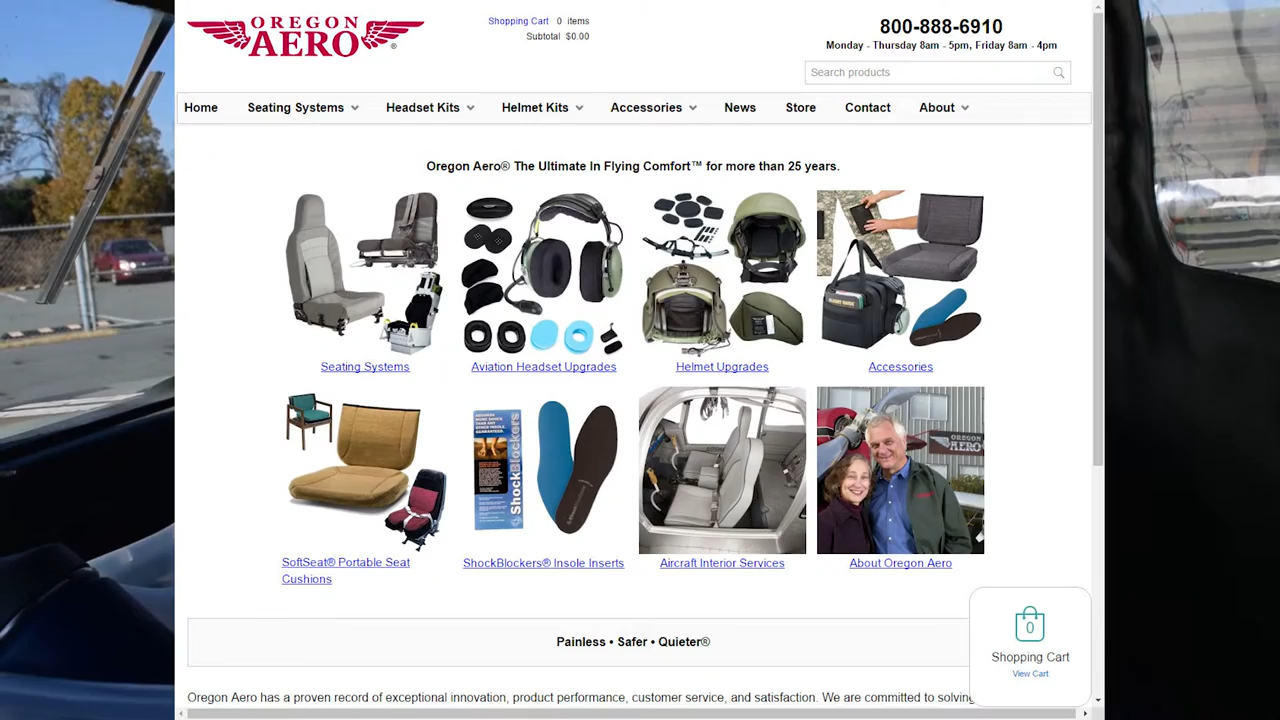 OREGON
AERO®
Shopping Cart 0 items
Subtotal $0.00
800-888-6910
Monday - Thursday 8am - 5pm, Friday 8am - 4pm
Search products
Home Seating Systems Headset Kits Helmet Kits Accessories News Store Contact About
Oregon Aero® The Ultimate In Flying Comfort™ for more than 25 years.
Seating Systems
Aviation Headset Upgrades
Helmet Upgrades
Accessories
ShockBlockers
OREGON
AERO
SoftSeat® Portable Seat
Cushions
ShockBlockers® Insole Inserts
Aircraft Interior Services
About Oregon Aero
0
Shopping Cart
View Cart
Painless • Safer • Quieter®
Oregon Aero has a proven record of exceptional innovation, product performance, customer service, and satisfaction. We are committed to solving